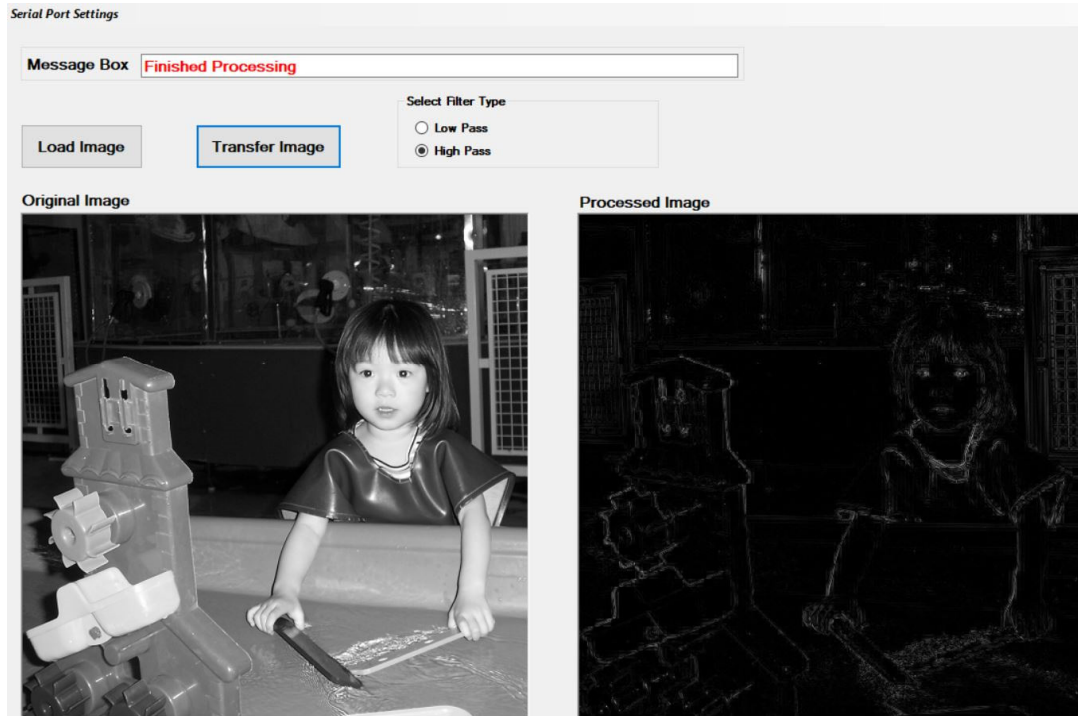 Serial Port Settings
Message Box
Finished Processing
Select Filter Type
Low Pass
High Pass
Load Image
Transfer Image
Original Image
Processed Image